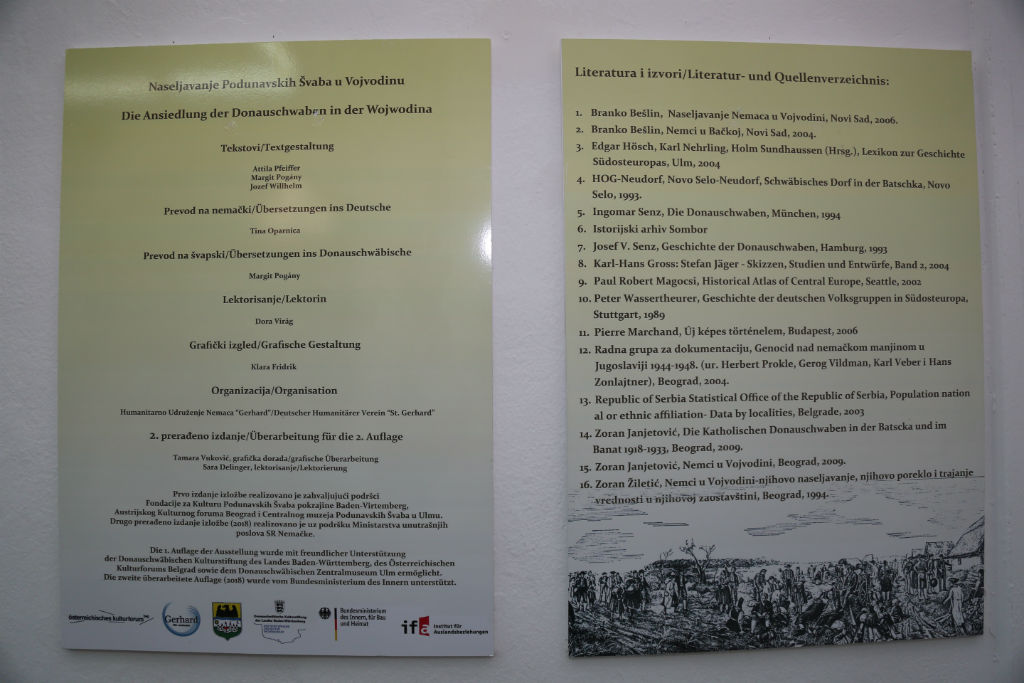 Naseljavanje Podunavskih Švaba u Vojvodinu
Die Ansiedlung der Donauschwaben in der Wojwodina
Tekstovi/Textgestaltung
Attila Pfeiffer
Margit Pogány
Jozef Willhelm
Prevod na nemački/Übersetzungen ins Deutsche
Tina Oparnica
Prevod na švapski/Übersetzungen ins Donauschwäbische
Margit Pogány
Lektorisanje/Lektorin
Dora Virág
Grafički izgled/Grafische Gestaltung
Klara Fridrik
Organizacija/Organisation
Humanitarno Udruženje Nemaca "Gerhard"/Deutscher Humanitärer Verein "St. Gerhard"
2. prerađeno izdanje/Überarbeitung für die 2. Auflage
Tamara Vuković, grafička dorada/grafische Überarbeitung
Sara Delinger, lektorisanje/Lektorierung
Prvo izdanje izložbe realizovano je zahvaljujući podršci
Fondacije za Kulturu Podunavskih Švaba pokrajine Baden-Virtemberg,
Austrijskog Kulturnog foruma Beograd i Centralnog muzeja Podunavskih Švaba u Ulmu.
Drugo prerađeno izdanje izložbe (2018) realizovano je uz podršku Ministarstva unutrašnjih
poslova SR Nemačke.
Die 1. Auflage der Ausstellung wurde mit freundlicher Unterstützung
der Donauschwäbischen Kulturstiftung des Landes Baden-Württemberg, des Österreichischen
Kulturforums Belgrad sowie dem Donauschwäbischen Zentralmuseum Ulm ermöglicht.
Die zweite überarbeitete Auflage (2018) wurde vom Bundesministerium des Innern unterstützt.
österreichisches kulturforum
Gerhard
Bundesministerium
des Innern, für Bau
und Heimat
ifa Institut für
Auslandsbeziehungen
Literatura i izvori/Literatur- und Quellenverzeichnis:
1. Branko Bešlin, Naseljavanje Nemaca u Vojvodini, Novi Sad, 2006.
2. Branko Bešlin, Nemci u Bačkoj, Novi Sad, 2004.
3. Edgar Hösch, Karl Nehrling, Holm Sundhaussen (Hrsg.), Lexikon zur Geschichte
Südosteuropas, Ulm, 2004
4. HOG-Neudorf, Novo Selo-Neudorf, Schwäbisches Dorf in der Batschka, Novo
Selo, 1993.
5. Ingomar Senz, Die Donauschwaben, München, 1994
6. Istorijski arhiv Sombor
7. Josef V. Senz, Geschichte der Donauschwaben, Hamburg, 1993
8. Karl-Hans Gross: Stefan Jäger - Skizzen, Studien und Entwürfe, Band 2, 2004
9. Paul Robert Magocsi, Historical Atlas of Central Europe, Seattle, 2002
10. Peter Wassertheurer, Geschichte der deutschen Volksgruppen in Südosteuropa,
Stuttgart, 1989
11. Pierre Marchand, Új képes történelem, Budapest, 2006
12. Radna grupa za dokumentaciju, Genocid nad nemačkom manjinom u
Jugoslaviji 1944-1948. (ur. Herbert Prokle, Gerog Vildman, Karl Veber i Hans
Zonlajtner), Beograd, 2004.
13. Republic of Serbia Statistical Office of the Republic of Serbia, Population nation
al or ethnic affiliation- Data by localities, Belgrade, 2003
14. Zoran Janjetović, Die Katholischen Donauschwaben in der Batscka und im
Banat 1918-1933, Beograd, 2009.
15. Zoran Janjetović, Nemci u Vojvodini, Beograd, 2009.
16. Zoran Žiletić, Nemci u Vojvodini-njihovo naseljavanje, njihovo poreklo i trajanje
vrednosti u njihovoj zaostavštini, Beograd, 1994.